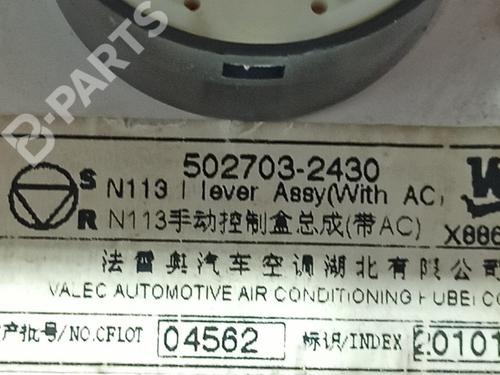 B-PARTS
502703-2430
S N113 I lever Assy(With AC)
R N113手动控制盒总成(带AC) X886
法雷奥汽车空调湖北有限公司
VALEC AUTOMOTIVE AIR CONDITIONING HUBEI CO
产批号/NO.CFLOT 04562 标识/INDEX 20101